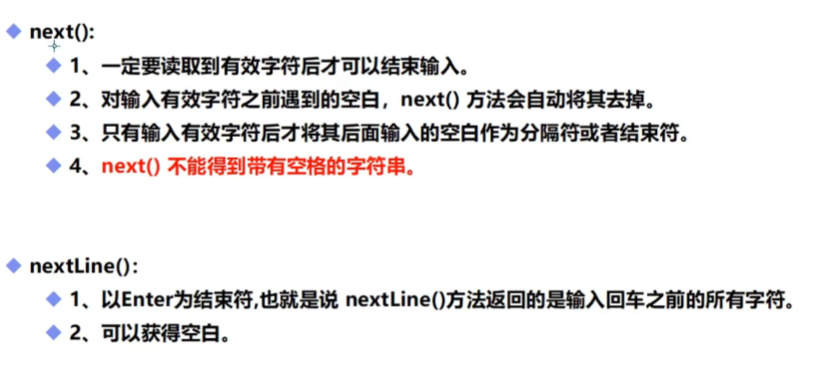 next():
1、一定要读取到有效字符后才可以结束输入。
2、对输入有效字符之前遇到的空白，next() 方法会自动将其去掉。
3、只有输入有效字符后才将其后面输入的空白作为分隔符或者结束符。
4、next() 不能得到带有空格的字符串。
nextLine():
1、以Enter为结束符,也就是说 nextLine()方法返回的是输入回车之前的所有字符。
2、可以获得空白。